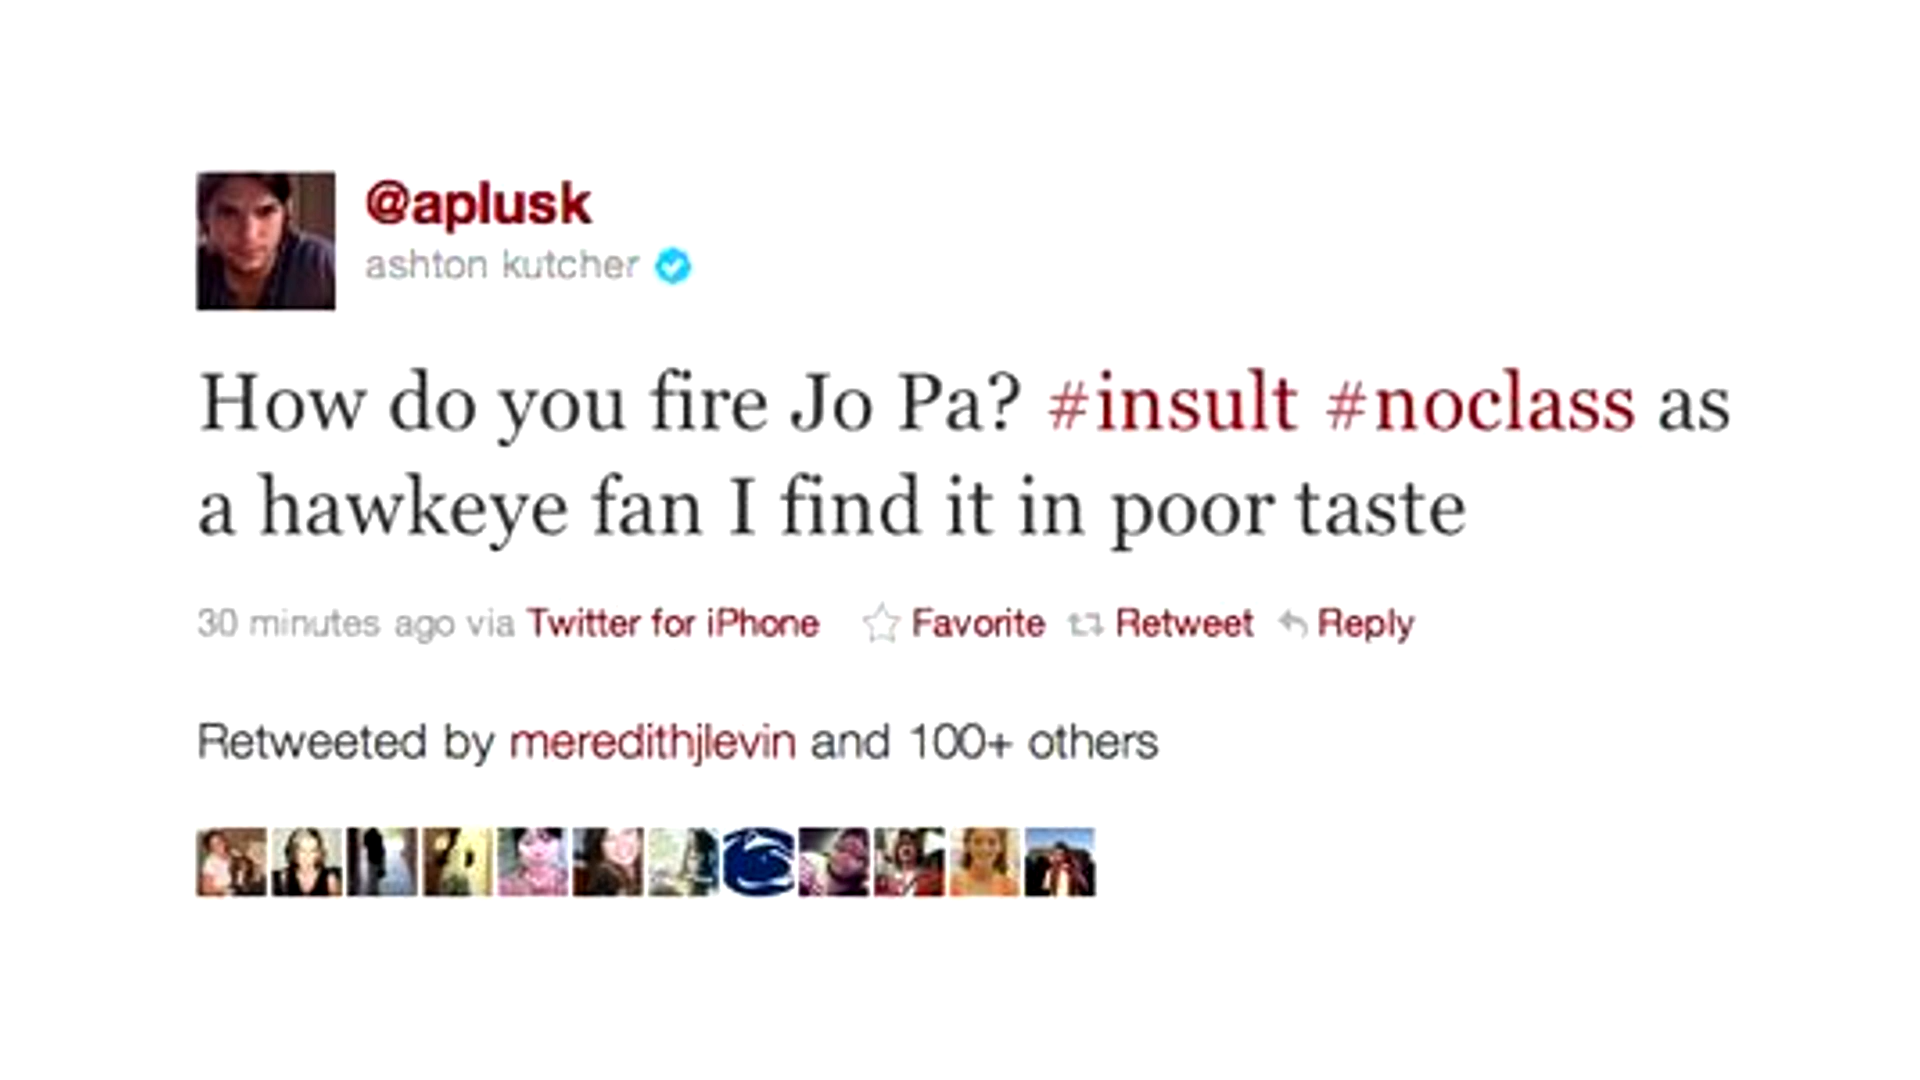 @aplusk
ashton kutcher
How do you fire Jo Pa? #insult #noclass as
a hawkeye fan I find it in poor taste
30 minutes ago via Twitter for iPhone Favorite Retweet Reply
Retweeted by meredithjlevin and 100+ others